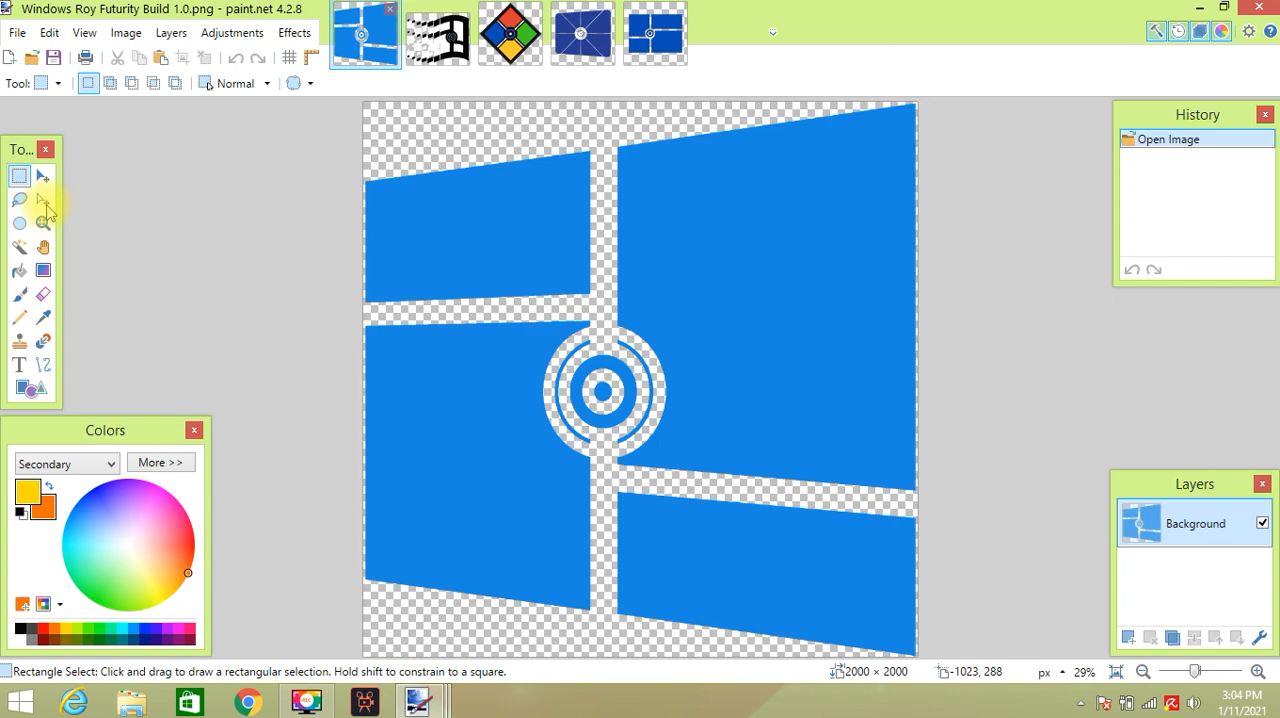 Windows Roy Futurity Build 1.0.png - paint.net 4.2.8
File Edit View Image Layers Adjustments Effects
Tool: Normal
To...
T
Colors
Secondary More >>
History
Open Image
Layers
Background
Rectangle Select: Click and drag to draw a rectangular selection. Hold shift to constrain to a square.
2000 × 2000 -1023, 288 px 29%
REC
3:04 PM
1/11/2021